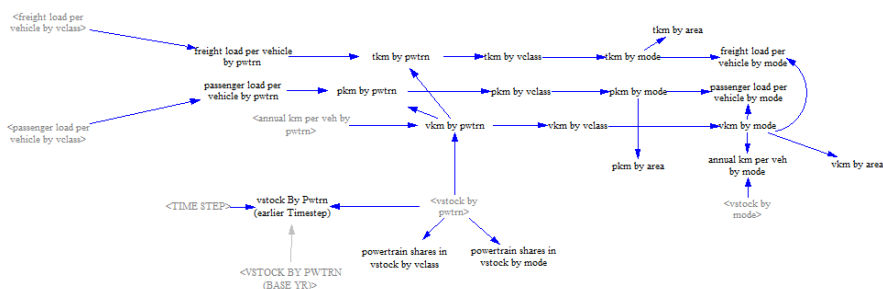 <freight load per
vehicle by vclass>
tkm by area
freight load per vehicle
by pwtrn
tkm by pwtrn
tkm by vclass
tkm by mode
freight load per
vehicle by mode
passenger load per
vehicle by pwtrn
pkm by pwtrn
pkm by vclass
pkm by mode
passenger load per
vehicle by mode
<passenger load per
vehicle by vclass>
<annual km per veh by
pwtrn>
vkm by pwtrn
vkm by vclass
vkm by mode
pkm by area
annual km per veh
by mode
vkm by area
<TIME STEP>
vstock By Pwtrn
(earlier Timestep)
<vstock by
pwtrn>
<vstock by
mode>
powertrain shares in
vstock by vclass
powertrain shares in
vstock by mode
<VSTOCK BY PWTRN
(BASE YR)>